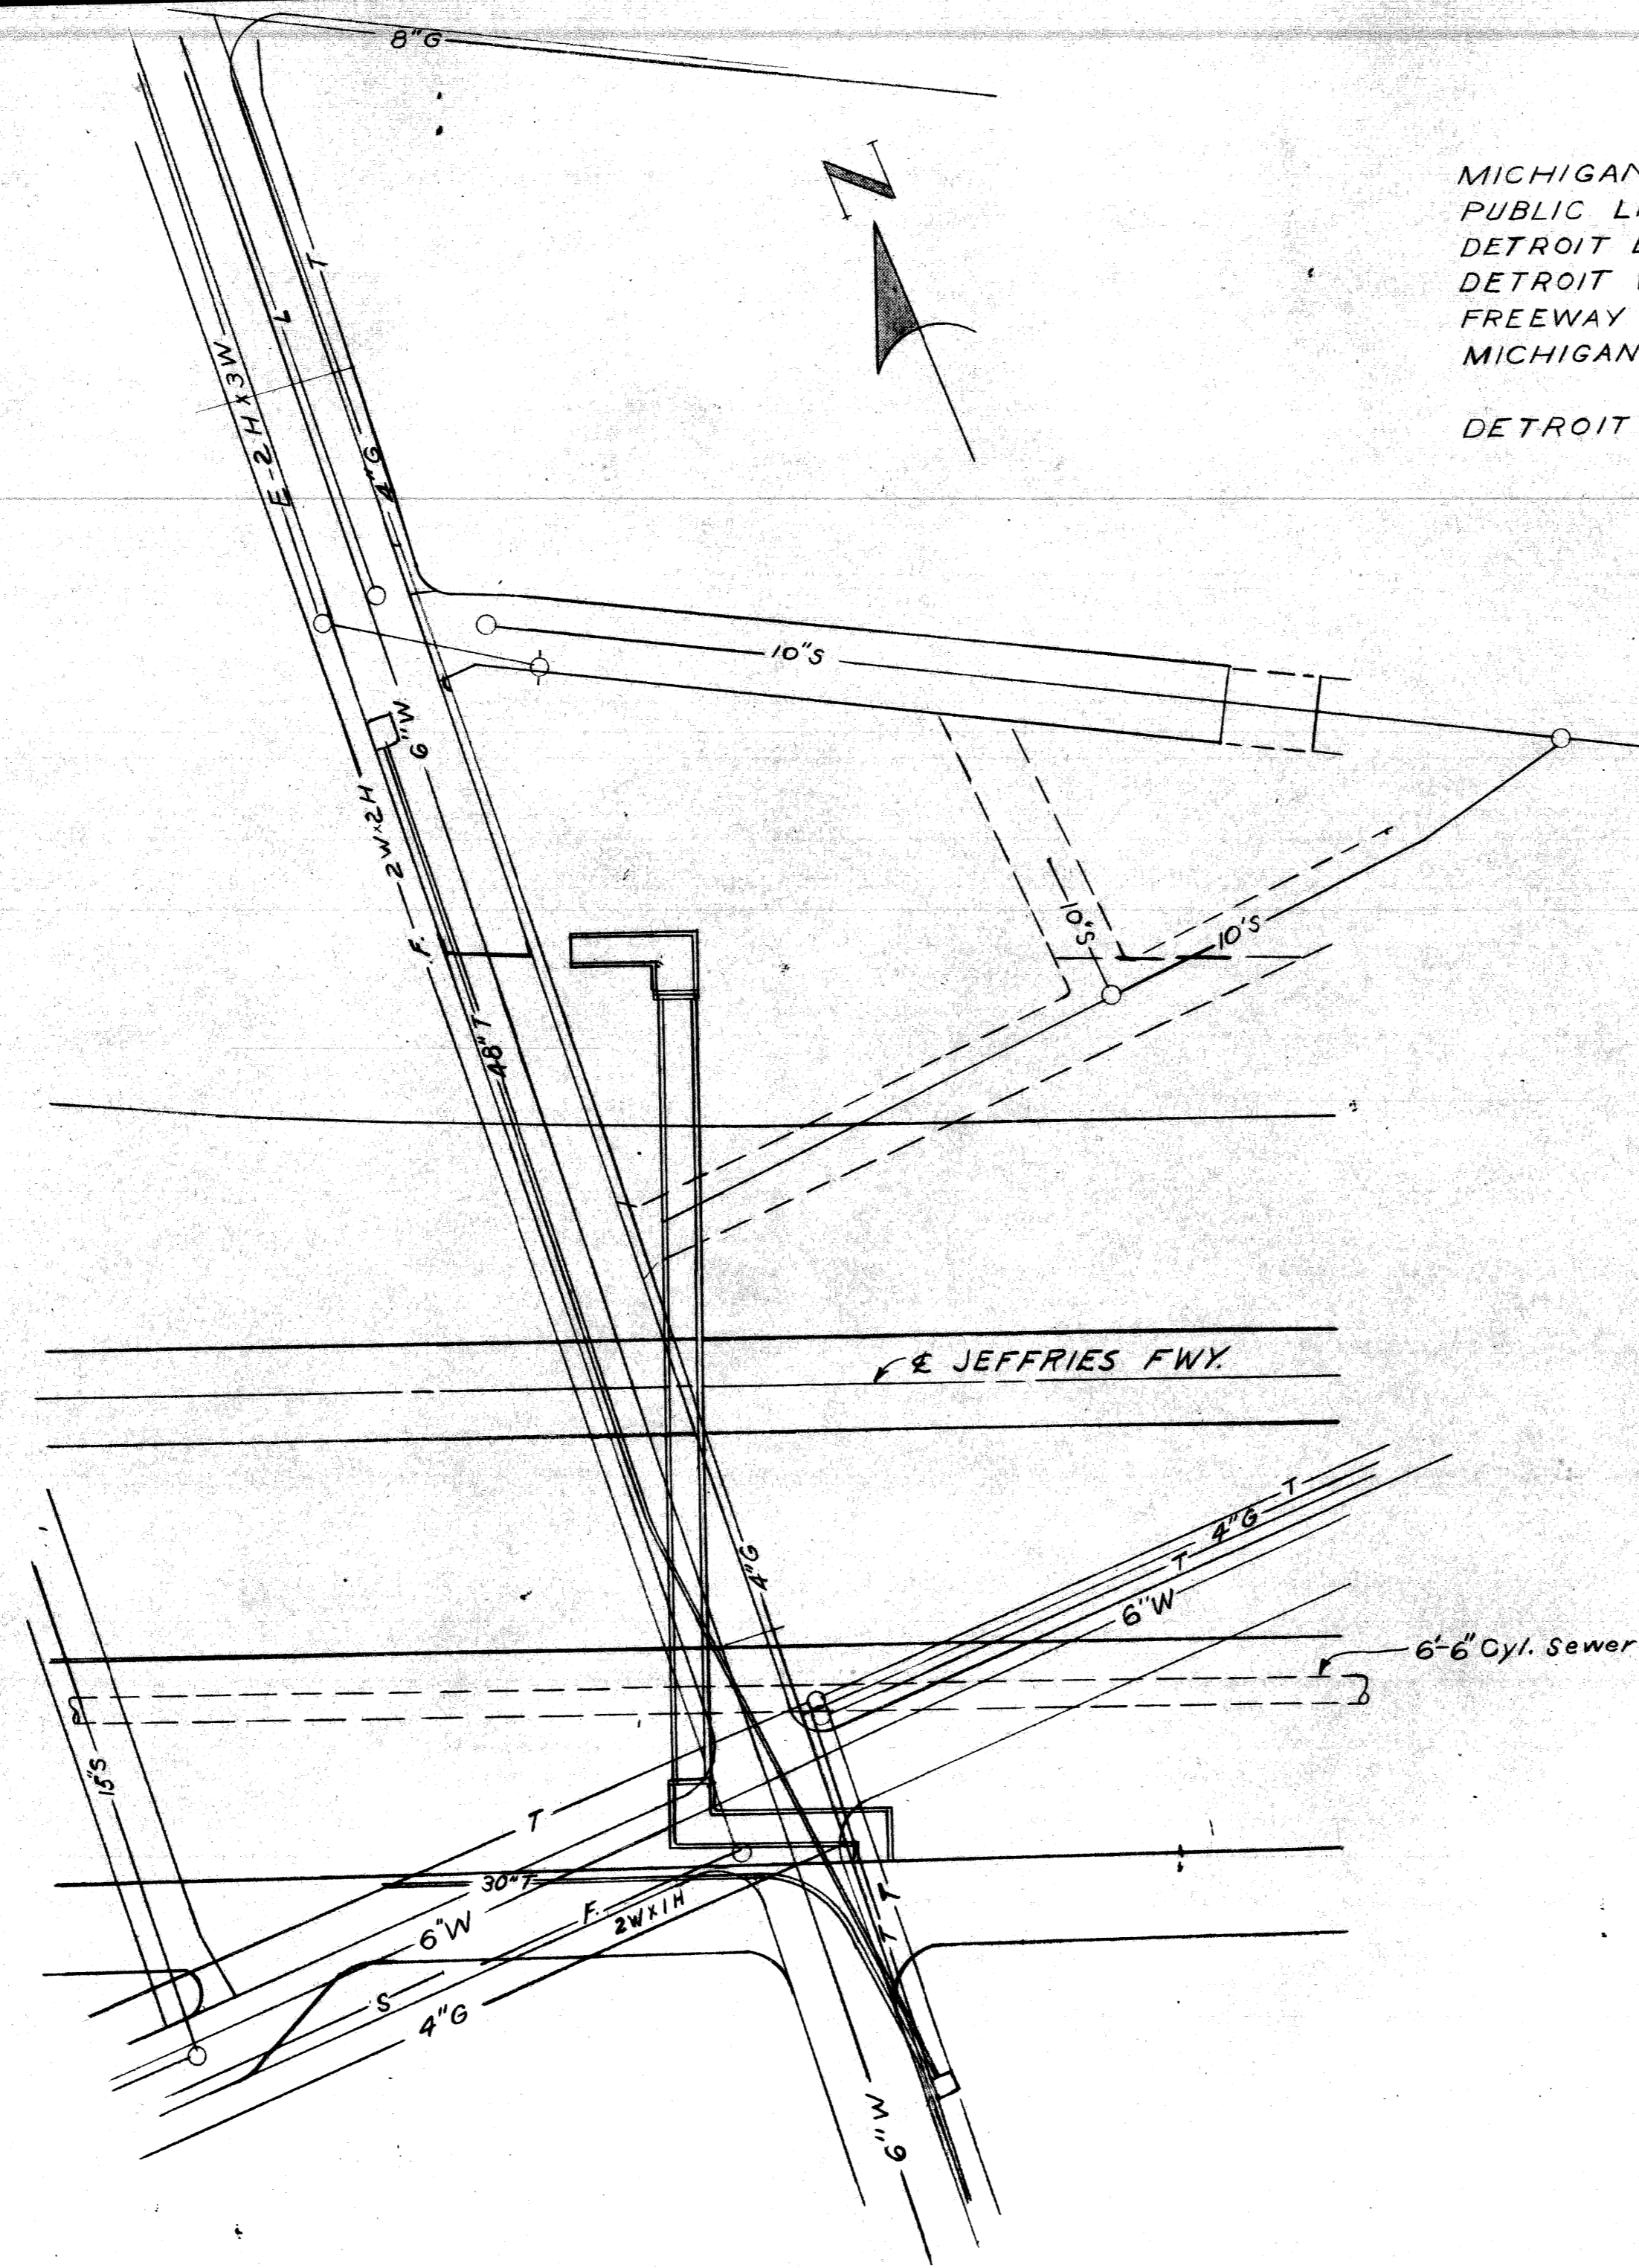 8"G
N
MICHIGAN
PUBLIC
DETROIT
DETROIT
FREEWAY
MICHIGAN
DETROIT
T
L
E-2H x3W
4"G
10"S
6"W
2W×2H
F.
10"S
10'S
48"T
℄ JEFFRIES FWY.
T
4"G
T
6"W
4"G
6'-6" Cyl. Sewer
15"S
T
30"T
6"W
F.
2W×1H
T
T
S
4"G
6"W